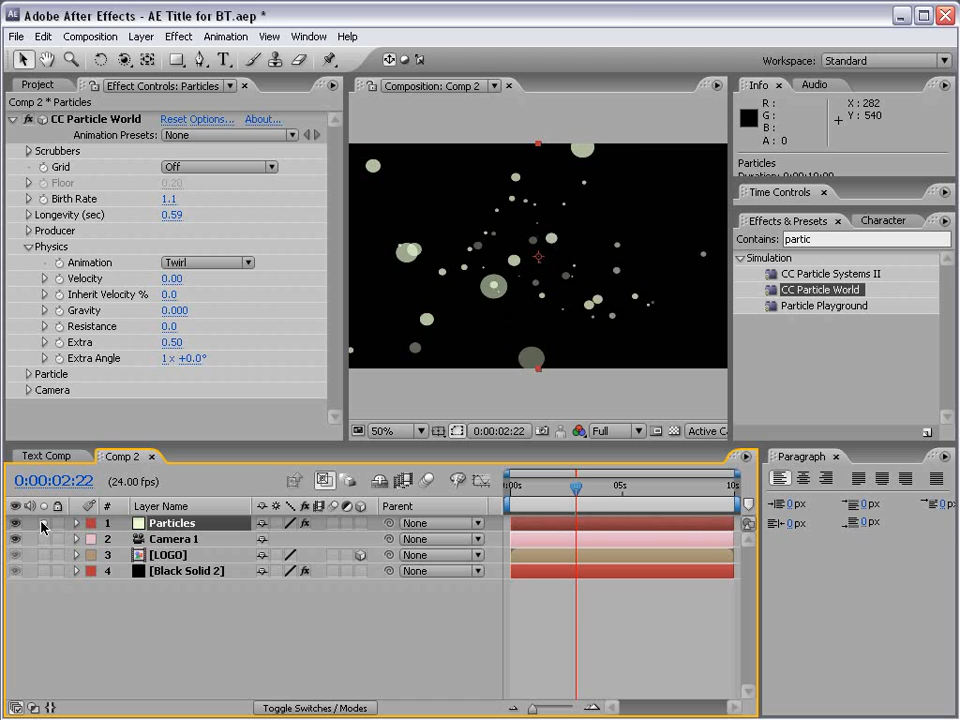 Adobe After Effects - AE Title for BT.aep *
File Edit Composition Layer Effect Animation View Window Help
Workspace: Standard
Project Effect Controls: Particles
Comp 2 * Particles
CC Particle World Reset Options... About...
Animation Presets: None
Scrubbers
Grid Off
Floor 0.20
Birth Rate 1.1
Longevity (sec) 0.59
Producer
Physics
Animation Twirl
Velocity 0.00
Inherit Velocity % 0.0
Gravity 0.000
Resistance 0.0
Extra 0.50
Extra Angle 1 x +0.0°
Particle
Camera
Composition: Comp 2
50% 0:00:02:22 Full Active C
Info Audio
R : X : 282
G : Y : 540
B :
A : 0
Particles
Duration: 0:00:10:00
Time Controls
Effects & Presets Character
Contains: partic
Simulation
CC Particle Systems II
CC Particle World
Particle Playground
Text Comp Comp 2
0:00:02:22 (24.00 fps)
# Layer Name Parent
1 Particles None
2 Camera 1 None
3 [LOGO] None
4 [Black Solid 2] None
:00s 05s 10s
Toggle Switches / Modes
Paragraph
0 px 0 px 0 px
0 px 0 px